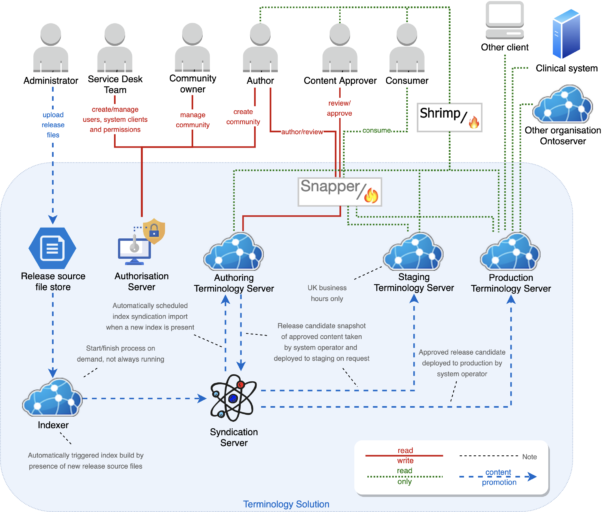 Administrator
Service Desk
Team
Community
owner
Author
Content Approver
Consumer
Other client
Clinical system
Other organisation
Ontoserver
upload
release
files
create/manage
users, system clients
and permissions
manage
community
create
community
author/review
review/
approve
consume
Shrimp/
Snapper/
Release source
file store
Authorisation
Server
Authoring
Terminology Server
UK business
hours only
Staging
Terminology Server
Production
Terminology Server
Automatically scheduled
index syndication import
when a new index is present
Start/finish process on
demand, not always running
Release candidate snapshot
of approved content taken
by system operator and
deployed to staging on request
Approved release candidate
deployed to production by
system operator
Indexer
Syndication
Server
Automatically triggered index build by
presence of new release source files
read
write
Note
read
only
content
promotion
Terminology Solution